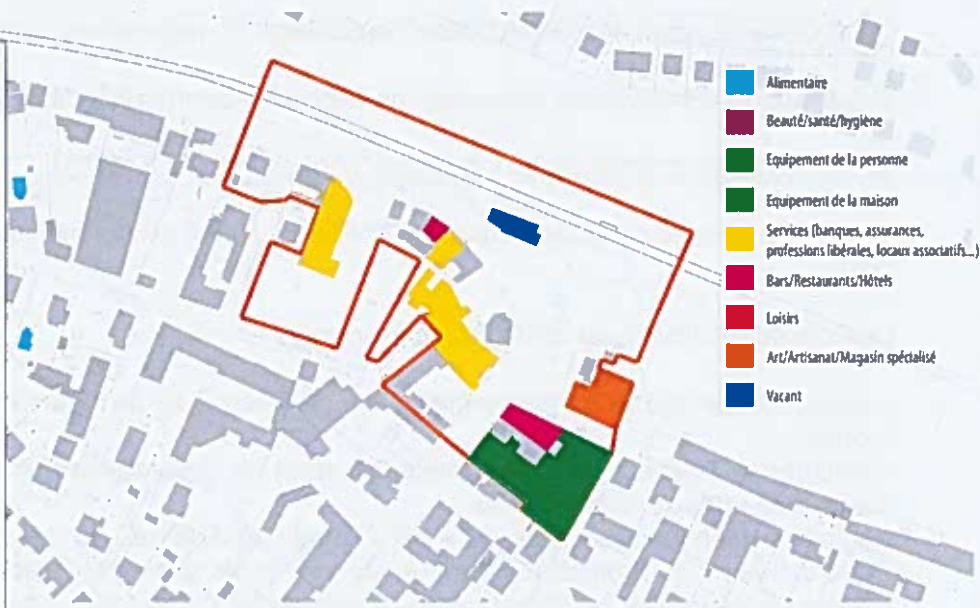 Alimentaire
Beauté/santé/hygiène
Equipement de la personne
Equipement de la maison
Services (banques, assurances,
professions libérales, locaux associatifs...)
Bars/Restaurants/Hôtels
Loisirs
Art/Artisanat/Magasin spécialisé
Vacant